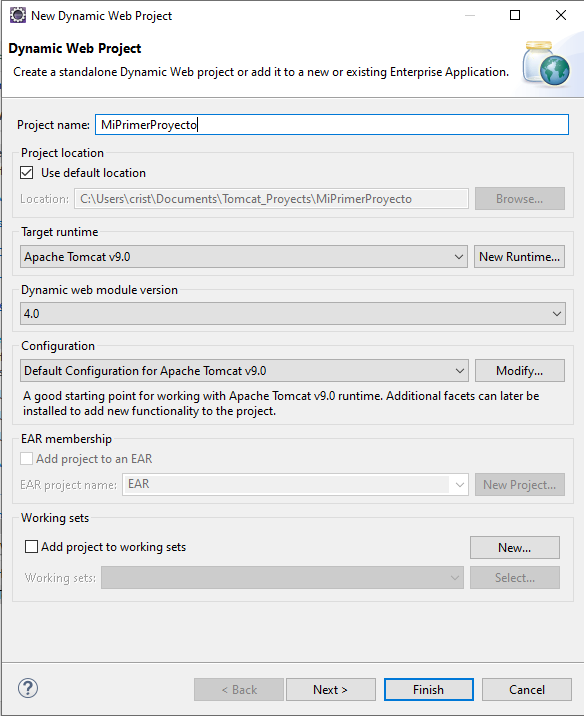 New Dynamic Web Project
Dynamic Web Project
Create a standalone Dynamic Web project or add it to a new or existing Enterprise Application.
Project name: MiPrimerProyecto
Project location
Use default location
Location: C:\Users\crist\Documents\Tomcat_Proyects\MiPrimerProyecto Browse...
Target runtime
Apache Tomcat v9.0 New Runtime...
Dynamic web module version
4.0
Configuration
Default Configuration for Apache Tomcat v9.0 Modify...
A good starting point for working with Apache Tomcat v9.0 runtime. Additional facets can later be
installed to add new functionality to the project.
EAR membership
Add project to an EAR
EAR project name: EAR New Project...
Working sets
Add project to working sets New...
Working sets: Select...
? < Back Next > Finish Cancel